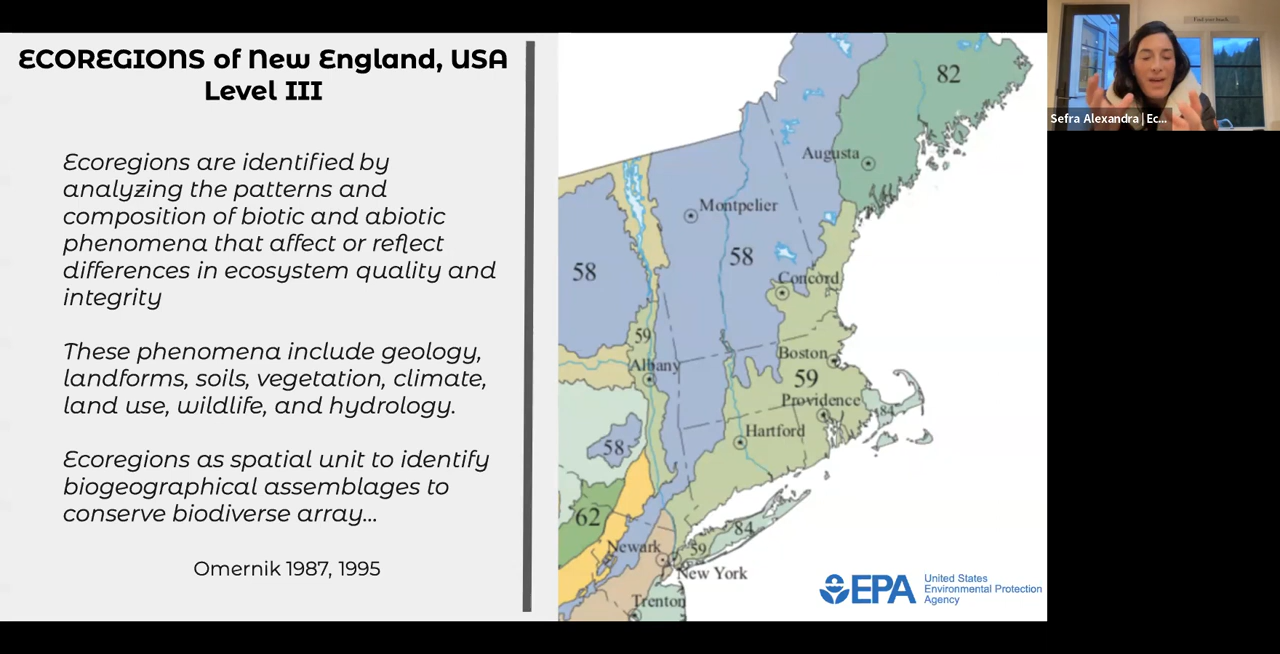 ECOREGIONS of New England, USA
Level III
Ecoregions are identified by
analyzing the patterns and
composition of biotic and abiotic
phenomena that affect or reflect
differences in ecosystem quality and
integrity
These phenomena include geology,
landforms, soils, vegetation, climate,
land use, wildlife, and hydrology.
Ecoregions as spatial unit to identify
biogeographical assemblages to
conserve biodiverse array...
Omernik 1987, 1995
82
Augusta
Montpelier
58
58
Concord
59
Albany
Boston
59
Providence
84
Hartford
58
62
84
Newark
59
New York
Trenton
EPA
United States
Environmental Protection
Agency
Find your beach.
Sefra Alexandra | Ec...